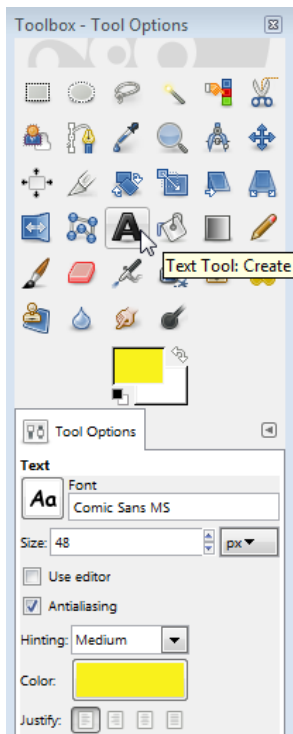 Toolbox - Tool Options
Text Tool: Create
Tool Options
Text
Aa
Font
Comic Sans MS
Size: 48
px
Use editor
Antialiasing
Hinting: Medium
Color:
Justify: